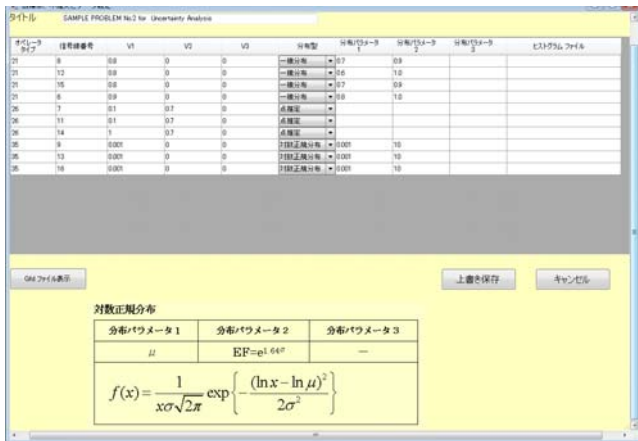 タイトル SAMPLE PROBLEM No.2 for Uncertainty Analysis
オペレータタイプ 信号線番号 V1 V2 V3 分布型 分布パラメータ1 分布パラメータ2 分布パラメータ3 ヒストグラム ファイル
21 8 0.8 0 0 一様分布 0.7 0.9
21 12 0.8 0 0 一様分布 0.6 1.0
21 15 0.8 0 0 一様分布 0.7 0.9
21 6 0.9 0 0 一様分布 0.8 1.0
26 7 0.1 0.7 0 点推定
26 11 0.1 0.7 0 点推定
26 14 1 0.7 0 点推定
35 9 0.001 0 0 対数正規分布 0.001 10
35 13 0.001 0 0 対数正規分布 0.001 10
35 16 0.001 0 0 対数正規分布 0.001 10
ファイル表示 上書き保存 キャンセル
対数正規分布
分布パラメータ1 分布パラメータ2 分布パラメータ3
μ EF=e^{1.64σ} —
f(x) = \frac{1}{xσ\sqrt{2π}} exp{-\frac{(ln x - ln μ)^2}{2σ^2}}